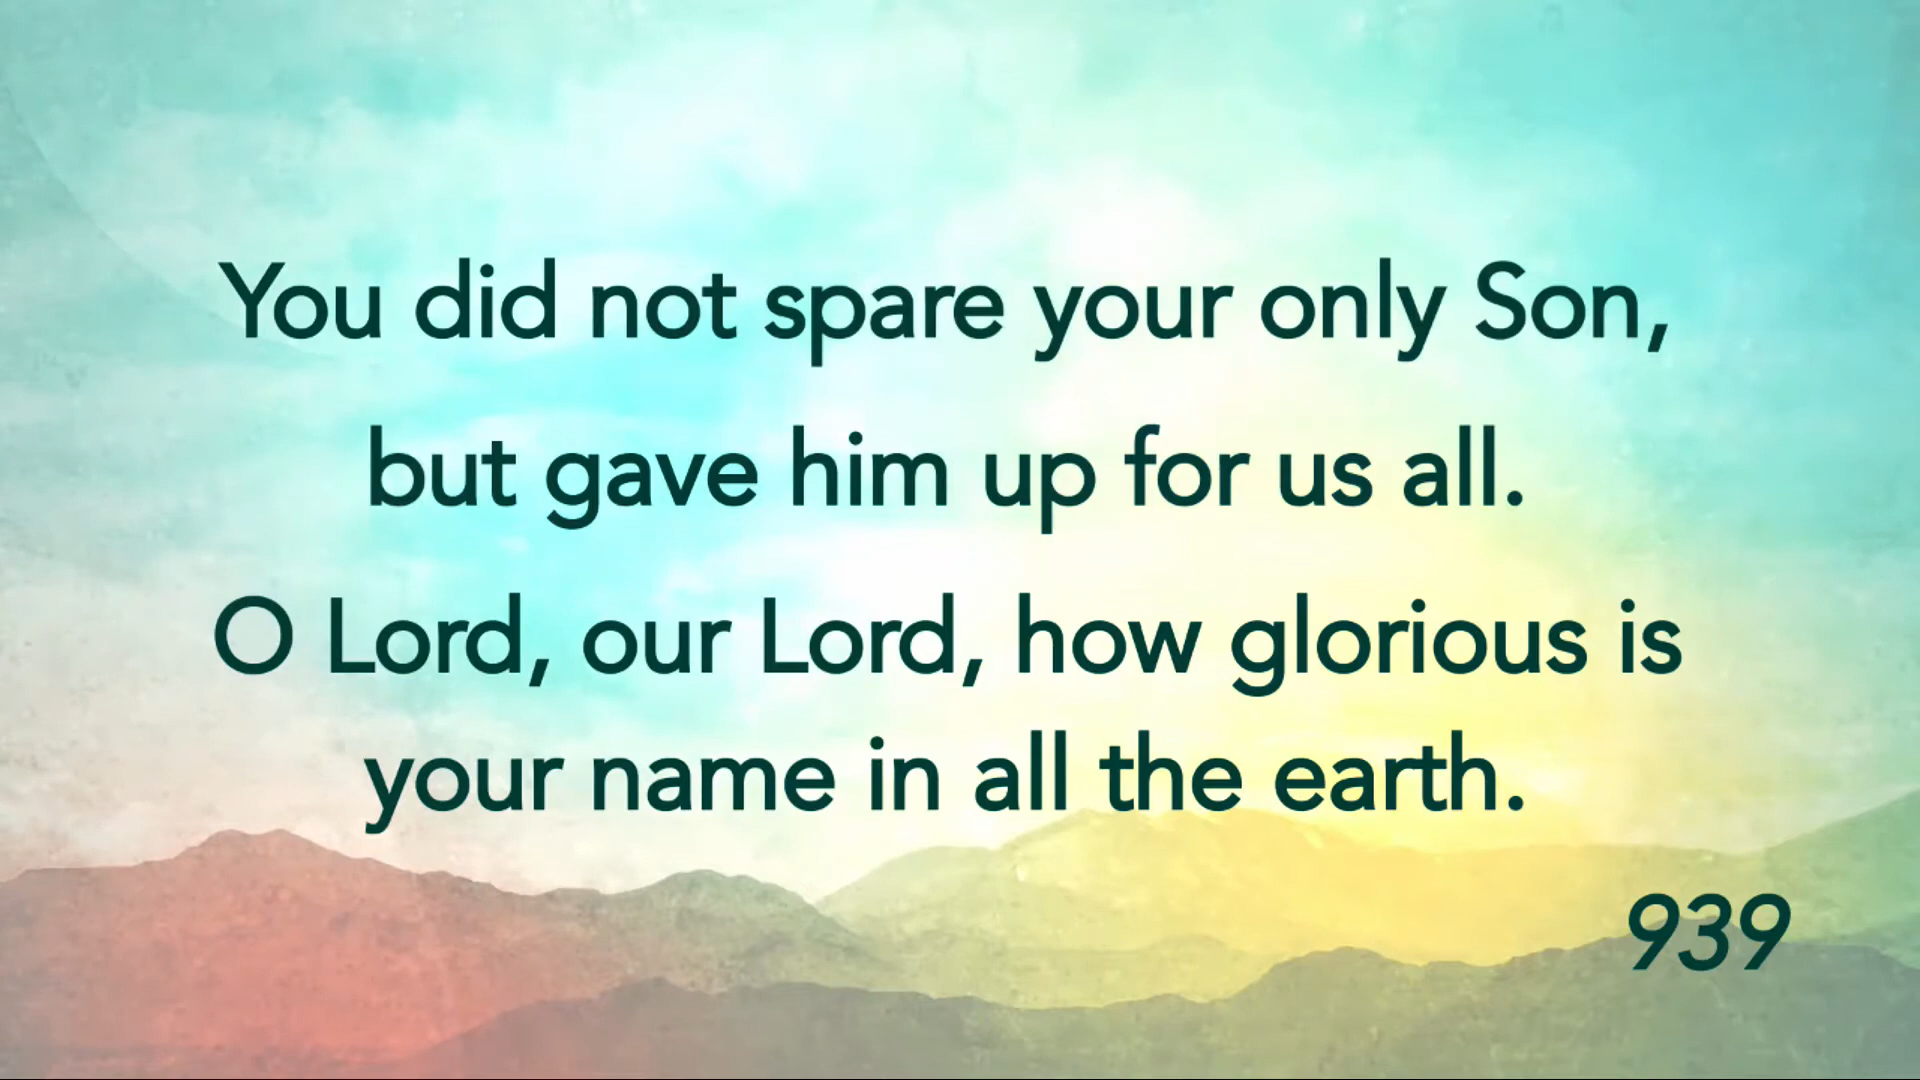 You did not spare your only Son,
but gave him up for us all.
O Lord, our Lord, how glorious is
your name in all the earth.
939